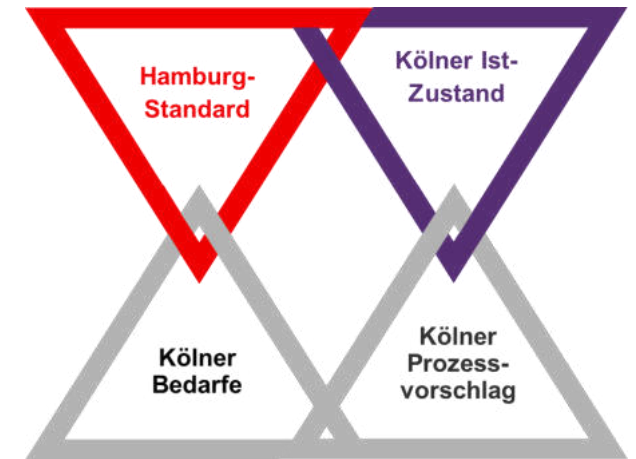 Hamburg-
Standard
Kölner Ist-
Zustand
Kölner
Bedarfe
Kölner
Prozess-
vorschlag